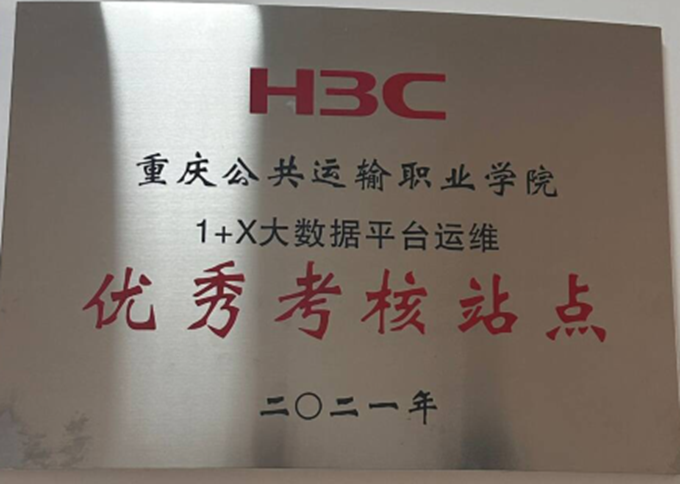 H3C
重庆公共运输职业学院
1+X大数据平台运维
优秀考核站点
二〇二一年